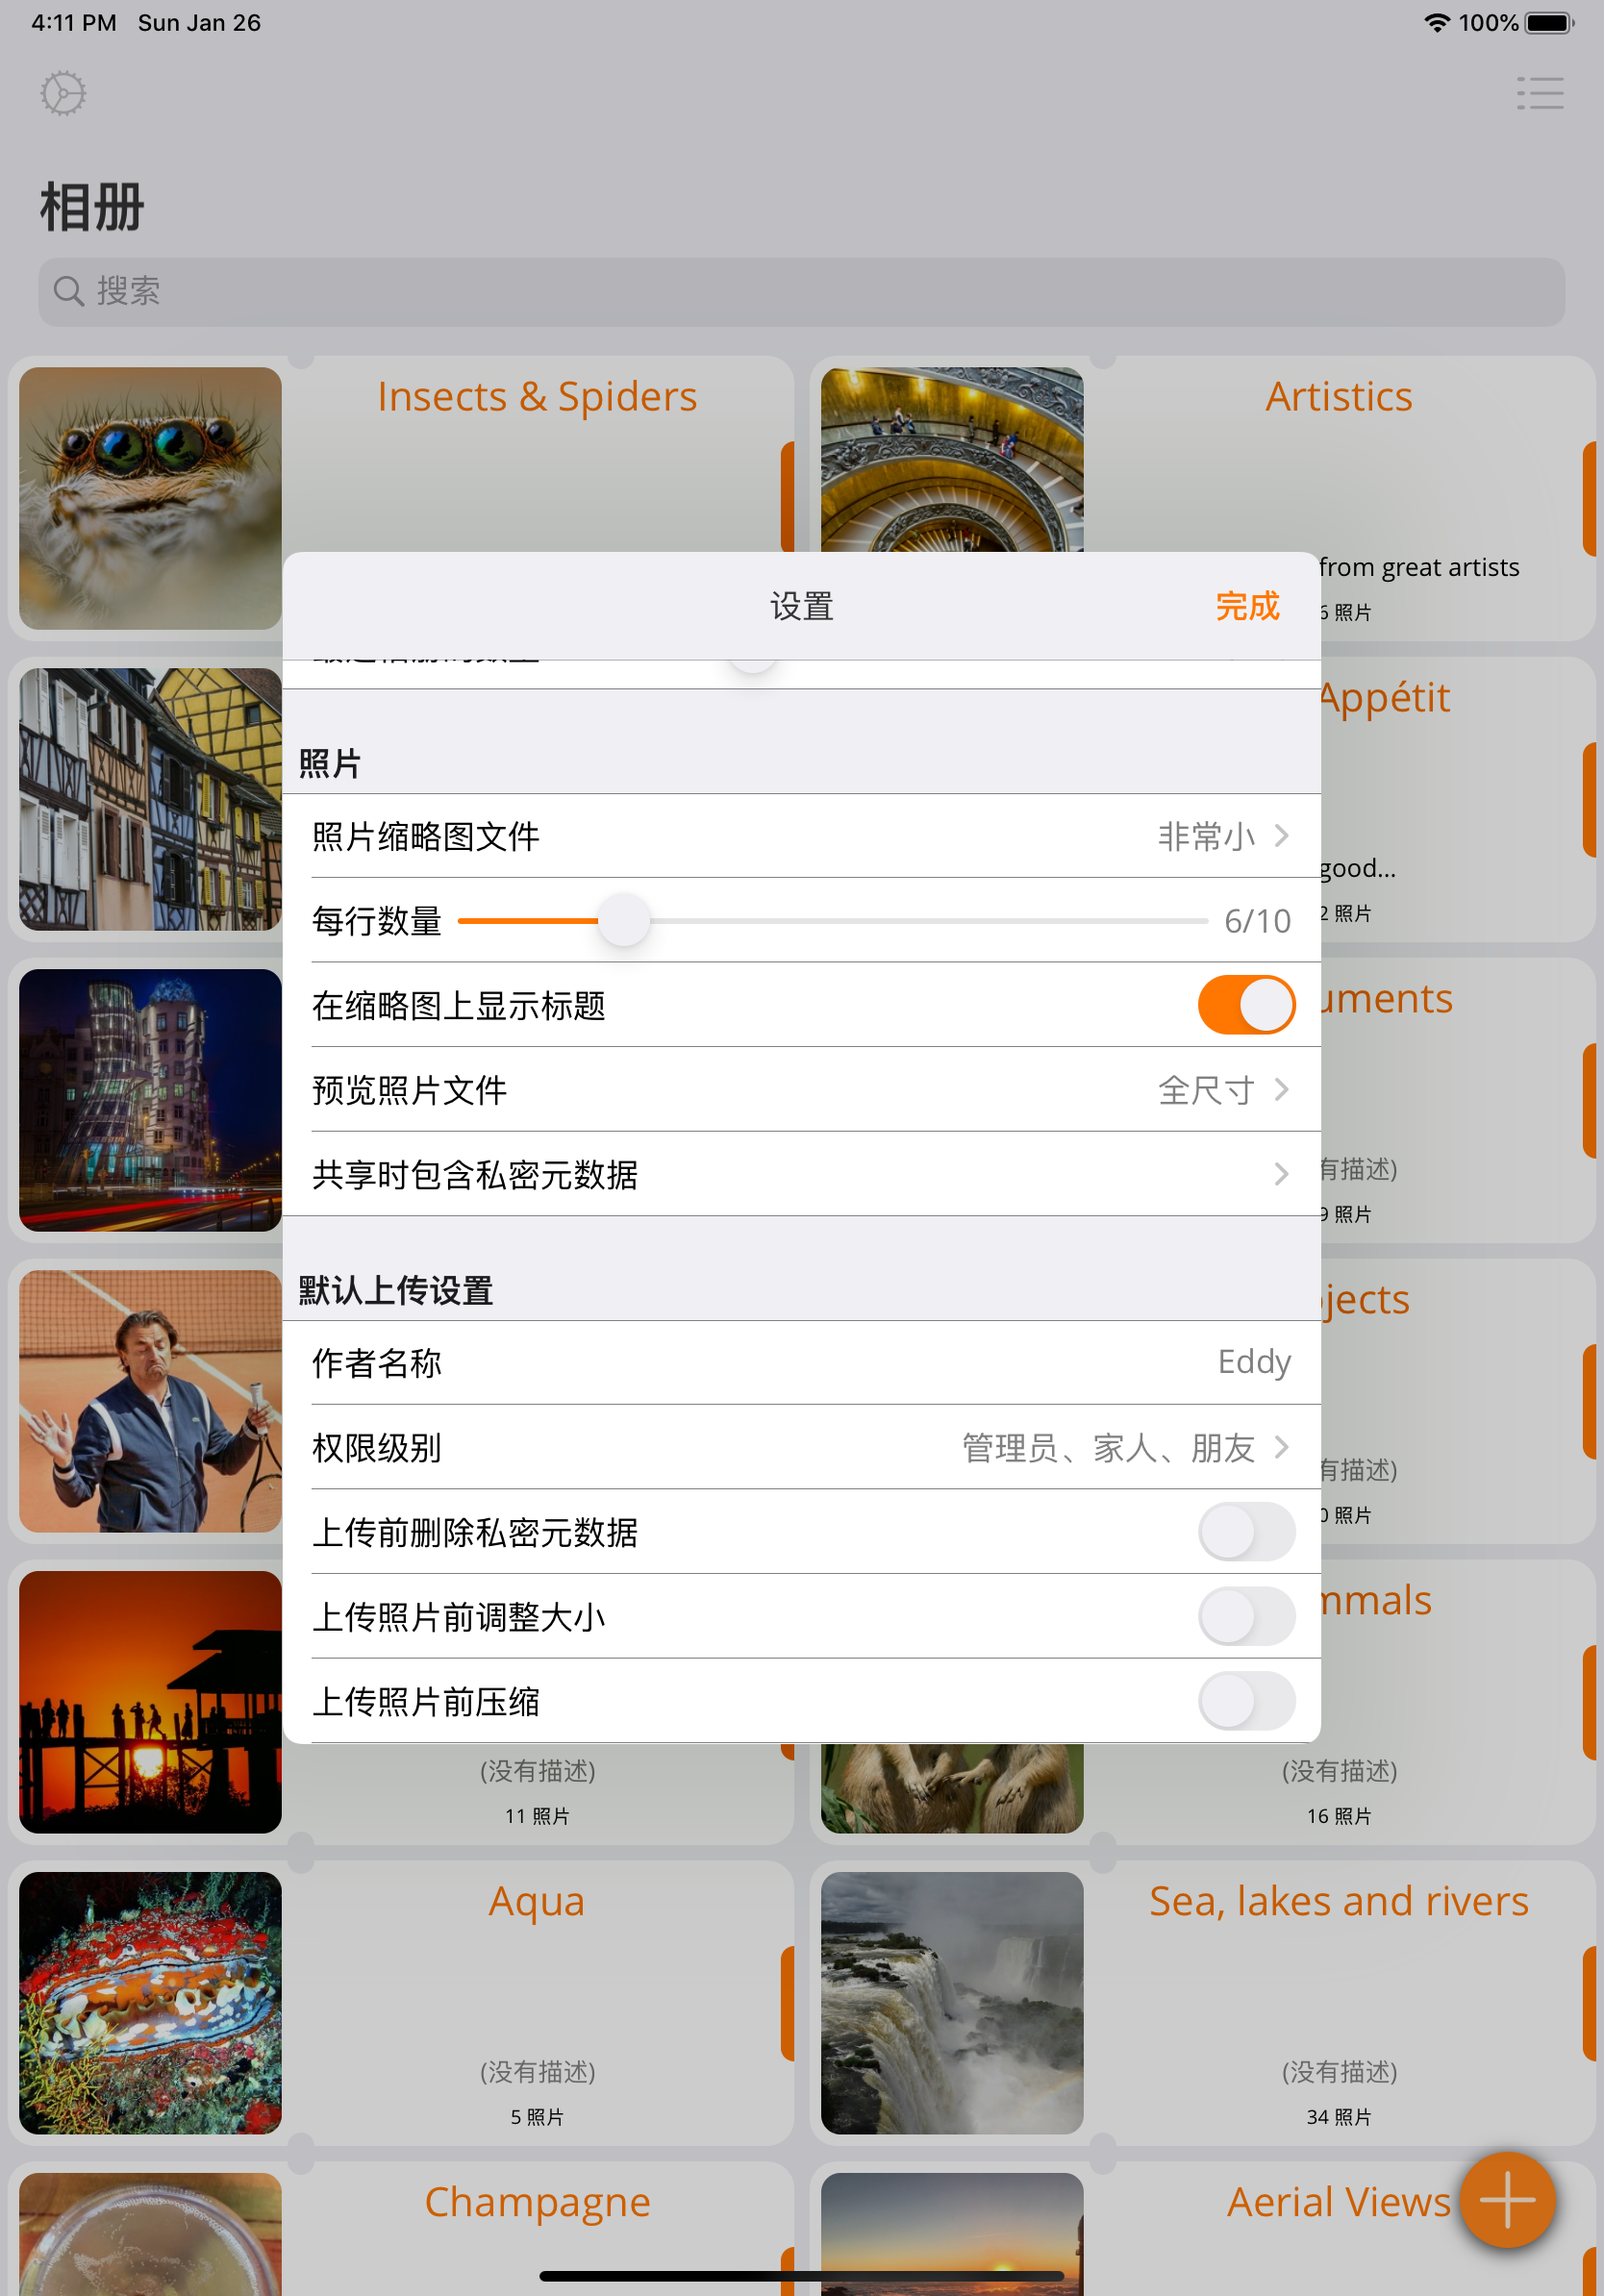 4:11 PM Sun Jan 26
100%
相册
搜索
Insects & Spiders
Artistics
from great artists
6 照片
设置
完成
Appétit
good...
2 照片
照片
照片缩略图文件 非常小
每行数量 6/10
在缩略图上显示标题
预览照片文件 全尺寸
共享时包含私密元数据
uments
有描述)
9 照片
默认上传设置
作者名称 Eddy
权限级别 管理员、家人、朋友
上传前删除私密元数据
上传照片前调整大小
上传照片前压缩
jects
有描述)
0 照片
mmals
(没有描述)
11 照片
(没有描述)
16 照片
Aqua
(没有描述)
5 照片
Sea, lakes and rivers
(没有描述)
34 照片
Champagne
Aerial Views